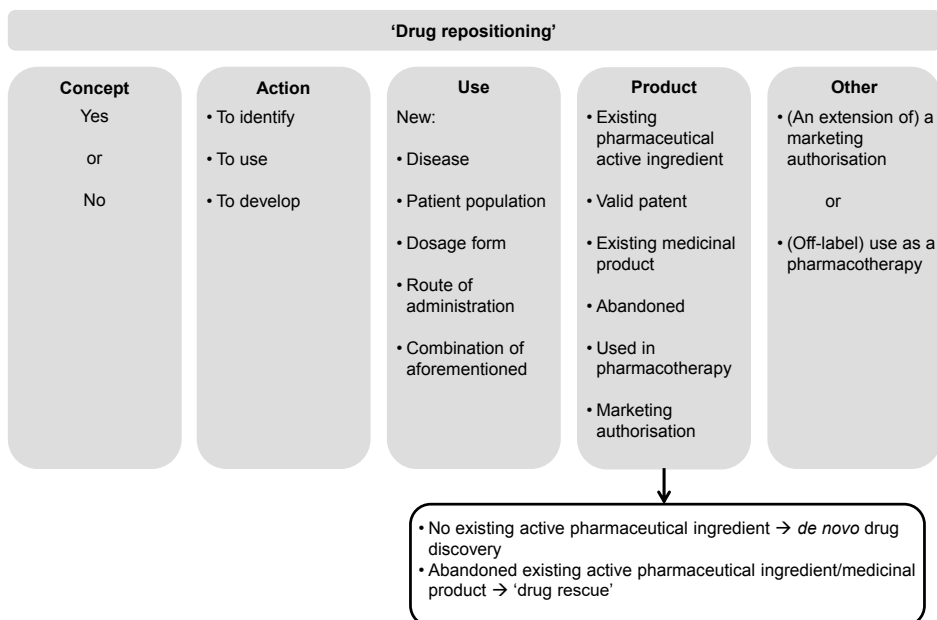 ‘Drug repositioning’
Concept
Yes
or
No
Action
• To identify
• To use
• To develop
Use
New:
• Disease
• Patient population
• Dosage form
• Route of
administration
• Combination of
aforementioned
Product
• Existing
pharmaceutical
active ingredient
• Valid patent
• Existing medicinal
product
• Abandoned
• Used in
pharmacotherapy
• Marketing
authorisation
Other
• (An extension of) a
marketing
authorisation
or
• (Off-label) use as a
pharmacotherapy
• No existing active pharmaceutical ingredient → de novo drug
discovery
• Abandoned existing active pharmaceutical ingredient/medicinal
product → ‘drug rescue’